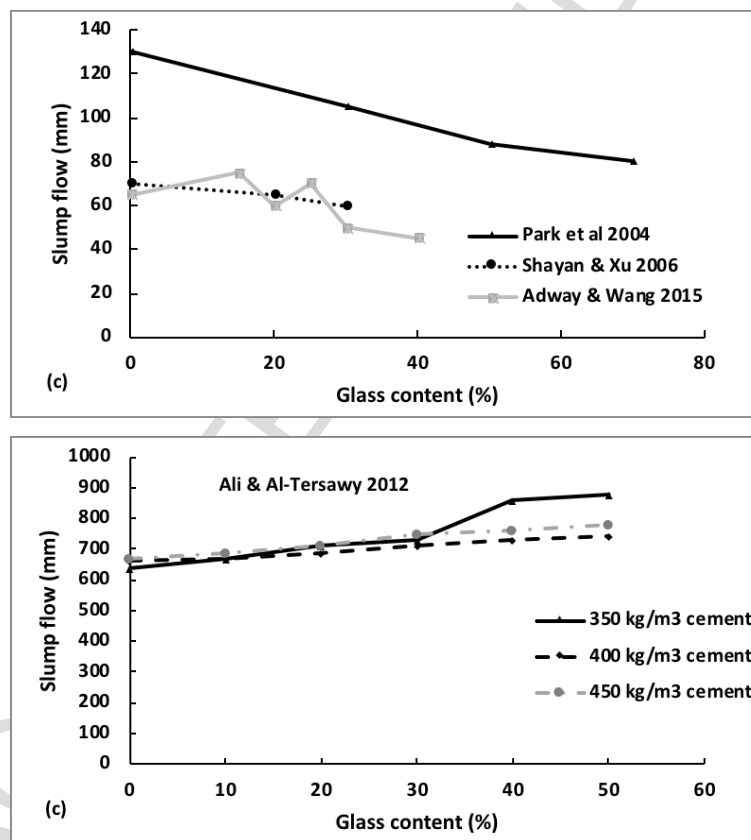 140
120
100
80
60
40
20
0
Slump flow (mm)
Park et al 2004
Shayan & Xu 2006
Adway & Wang 2015
0 20 40 60 80
(c)
Glass content (%)
1000
900
800
700
600
500
400
300
200
100
0
Slump flow (mm)
Ali & Al-Tersawy 2012
350 kg/m3 cement
400 kg/m3 cement
450 kg/m3 cement
0 10 20 30 40 50 60
(c)
Glass content (%)